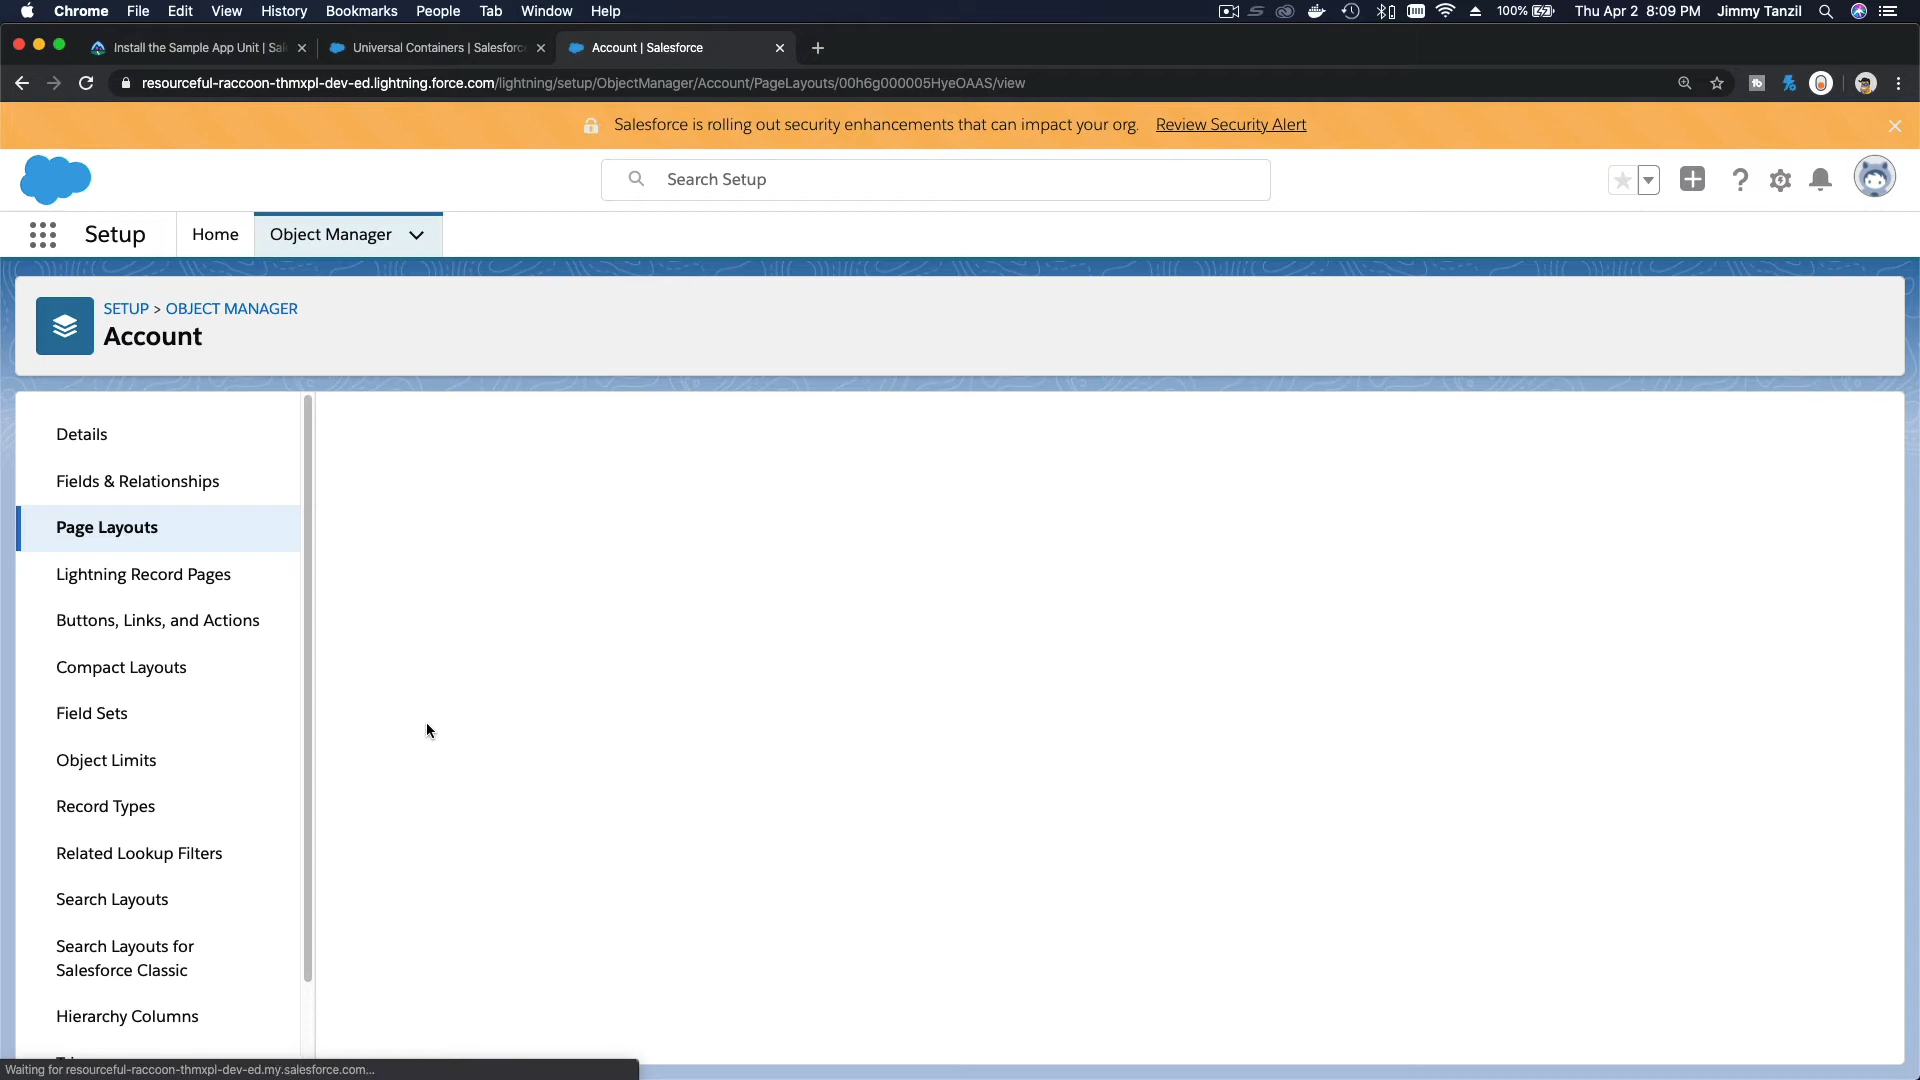 Chrome File Edit View History Bookmarks People Tab Window Help 100% Thu Apr 2 8:09 PM Jimmy Tanzil
Install the Sample App Unit | Sal Universal Containers | Salesforc Account | Salesforce
resourceful-raccoon-thmxpl-dev-ed.lightning.force.com/lightning/setup/ObjectManager/Account/PageLayouts/00h6g000005HyeOAAS/view
Salesforce is rolling out security enhancements that can impact your org. Review Security Alert
Search Setup
Setup Home Object Manager
SETUP > OBJECT MANAGER
Account
Details
Fields & Relationships
Page Layouts
Lightning Record Pages
Buttons, Links, and Actions
Compact Layouts
Field Sets
Object Limits
Record Types
Related Lookup Filters
Search Layouts
Search Layouts for
Salesforce Classic
Hierarchy Columns
Waiting for resourceful-raccoon-thmxpl-dev-ed.my.salesforce.com...